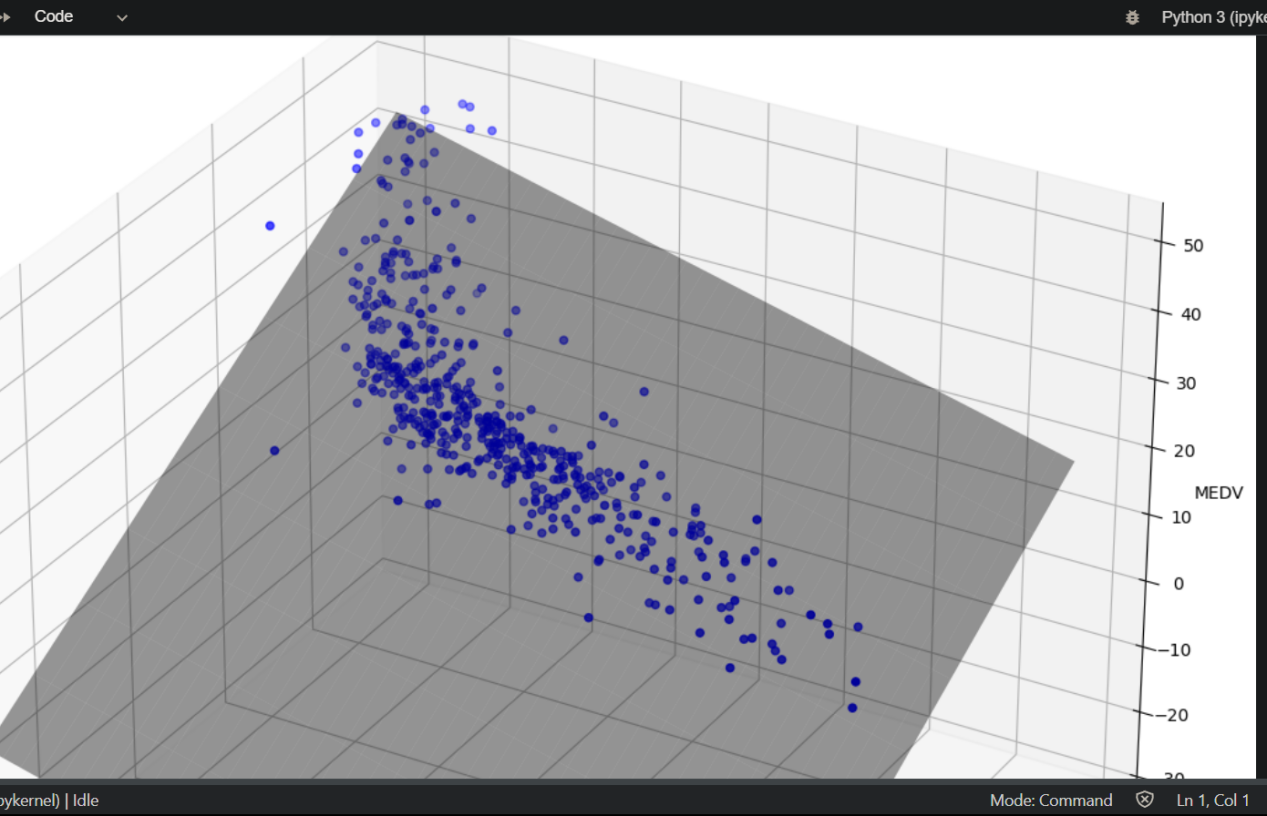 Code
Python 3 (ipyke
50
40
30
20
MEDV
10
0
−10
−20
pykernel) | Idle
Mode: Command
Ln 1, Col 1